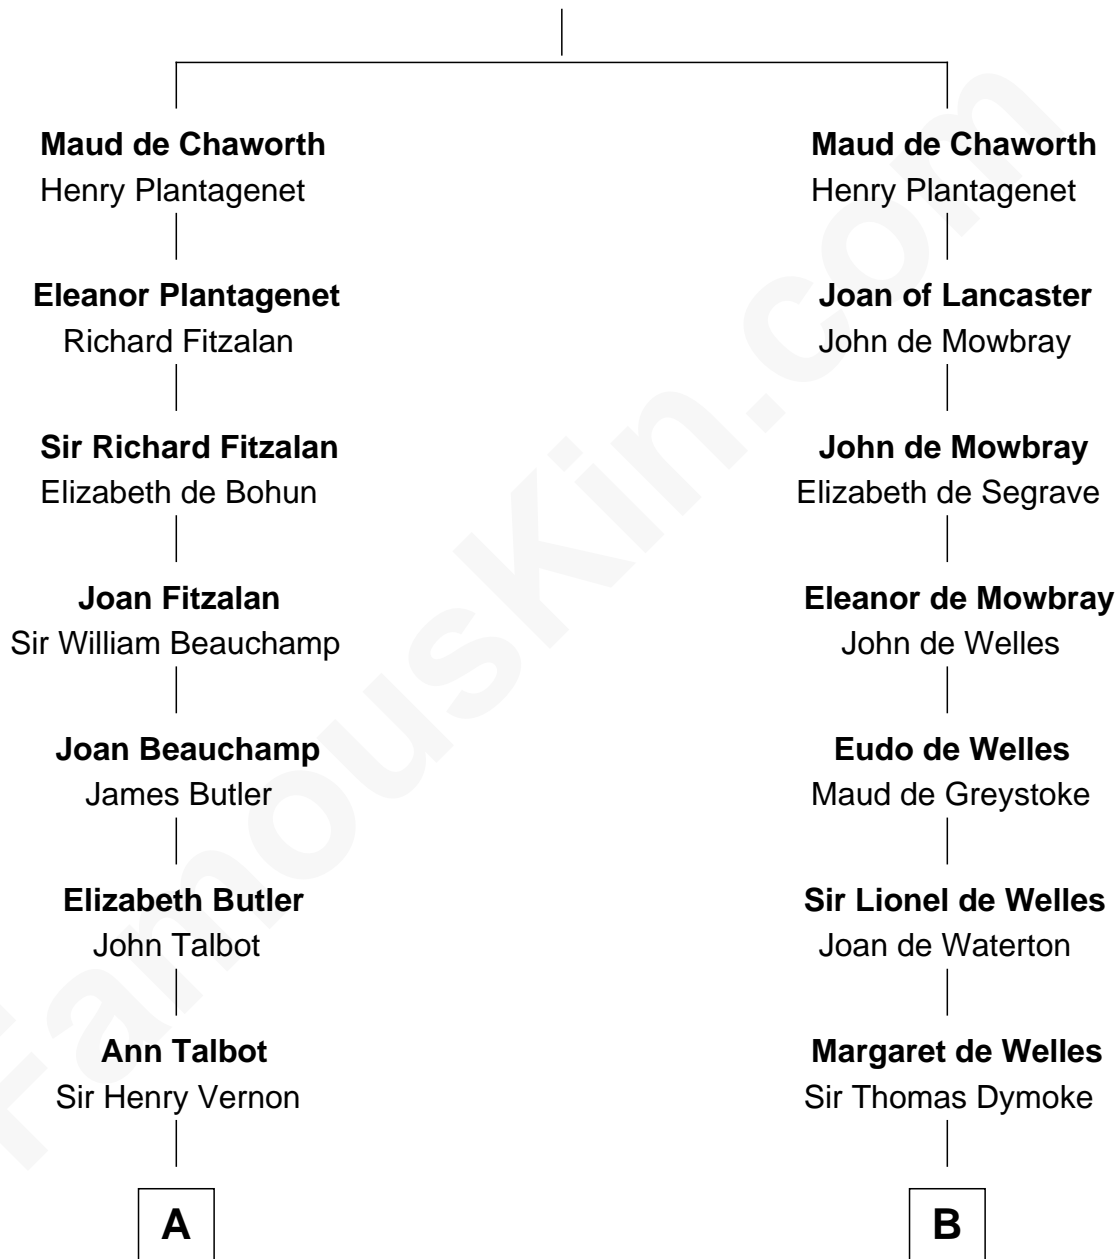 Maud de Chaworth
Henry Plantagenet
Eleanor Plantagenet
Richard Fitzalan
Sir Richard Fitzalan
Elizabeth de Bohun
Joan Fitzalan
Sir William Beauchamp
Joan Beauchamp
James Butler
Elizabeth Butler
John Talbot
Ann Talbot
Sir Henry Vernon
A
Maud de Chaworth
Henry Plantagenet
Joan of Lancaster
John de Mowbray
John de Mowbray
Elizabeth de Segrave
Eleanor de Mowbray
John de Welles
Eudo de Welles
Maud de Greystoke
Sir Lionel de Welles
Joan de Waterton
Margaret de Welles
Sir Thomas Dymoke
B
FamousKin.com